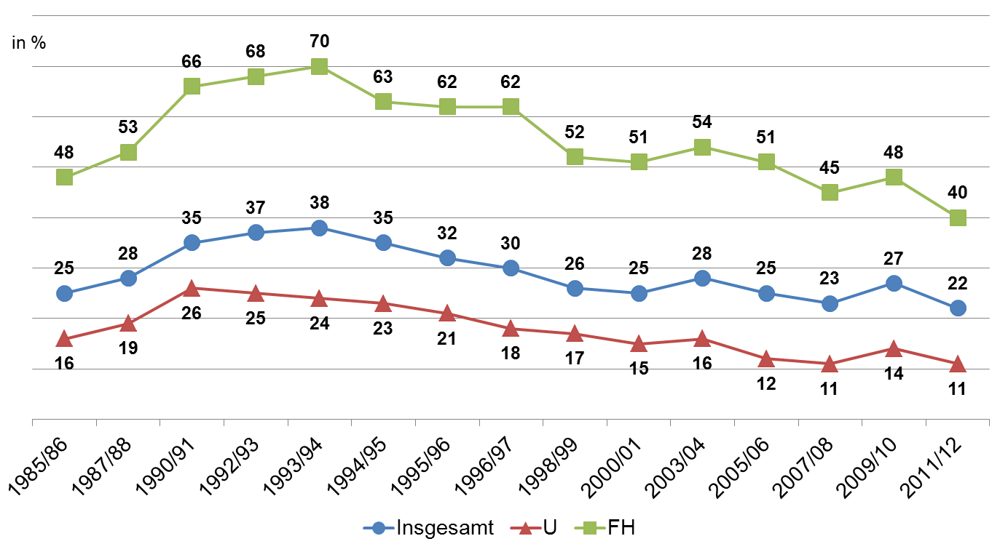 in %
48 53 66 68 70 63 62 62 52 51 54 51 45 48 40
25 28 35 37 38 35 32 30 26 25 28 25 23 27 22
16 19 26 25 24 23 21 18 17 15 16 12 11 14 11
1985/86 1987/88 1990/91 1992/93 1993/94 1994/95 1995/96 1996/97 1998/99 2000/01 2003/04 2005/06 2007/08 2009/10 2011/12
Insgesamt U FH